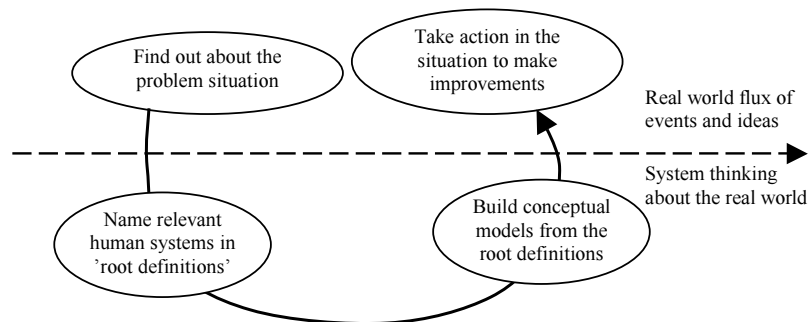 Find out about the
problem situation
Take action in the
situation to make
improvements
Real world flux of
events and ideas
System thinking
about the real world
Name relevant
human systems in
’root definitions’
Build conceptual
models from the
root definitions